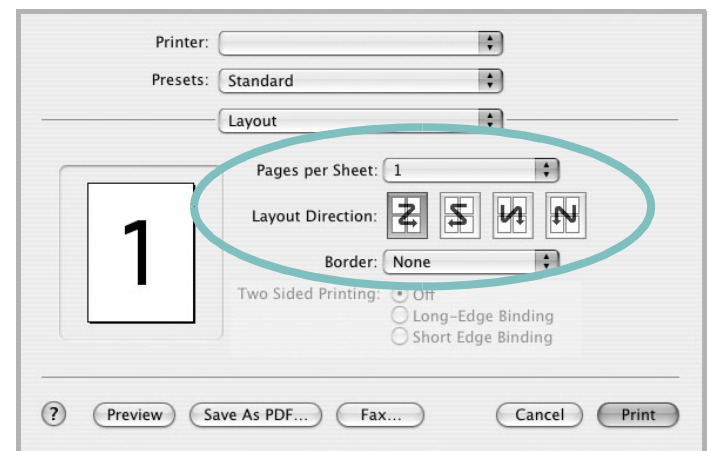 Printer:
Presets: Standard
Layout
Pages per Sheet: 1
Layout Direction:
Border: None
1
Two Sided Printing: Off
Long-Edge Binding
Short Edge Binding
? Preview Save As PDF... Fax... Cancel Print